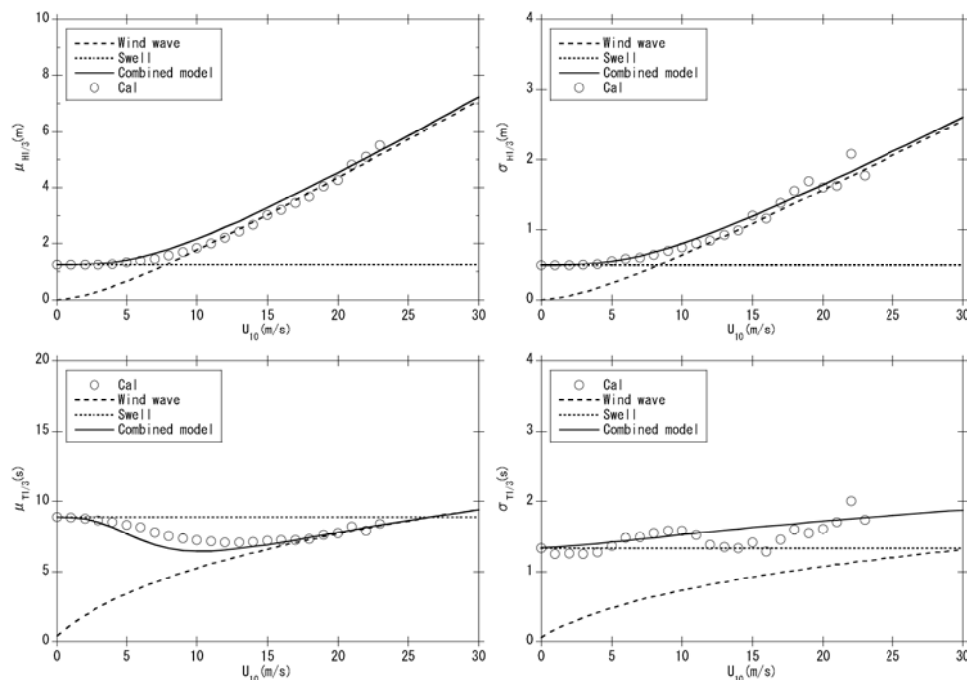 10
8
6
4
2
0
μ H1/3 (m)
Wind wave
Swell
Combined model
Cal
0 5 10 15 20 25 30
U10 (m/s)
4
3
2
1
0
σ H1/3 (m)
Wind wave
Swell
Combined model
Cal
0 5 10 15 20 25 30
U10 (m/s)
20
15
10
5
0
μ T1/3 (s)
Cal
Wind wave
Swell
Combined model
0 5 10 15 20 25 30
U10 (m/s)
4
3
2
1
0
σ T1/3 (s)
Cal
Wind wave
Swell
Combined model
0 5 10 15 20 25 30
U10 (m/s)